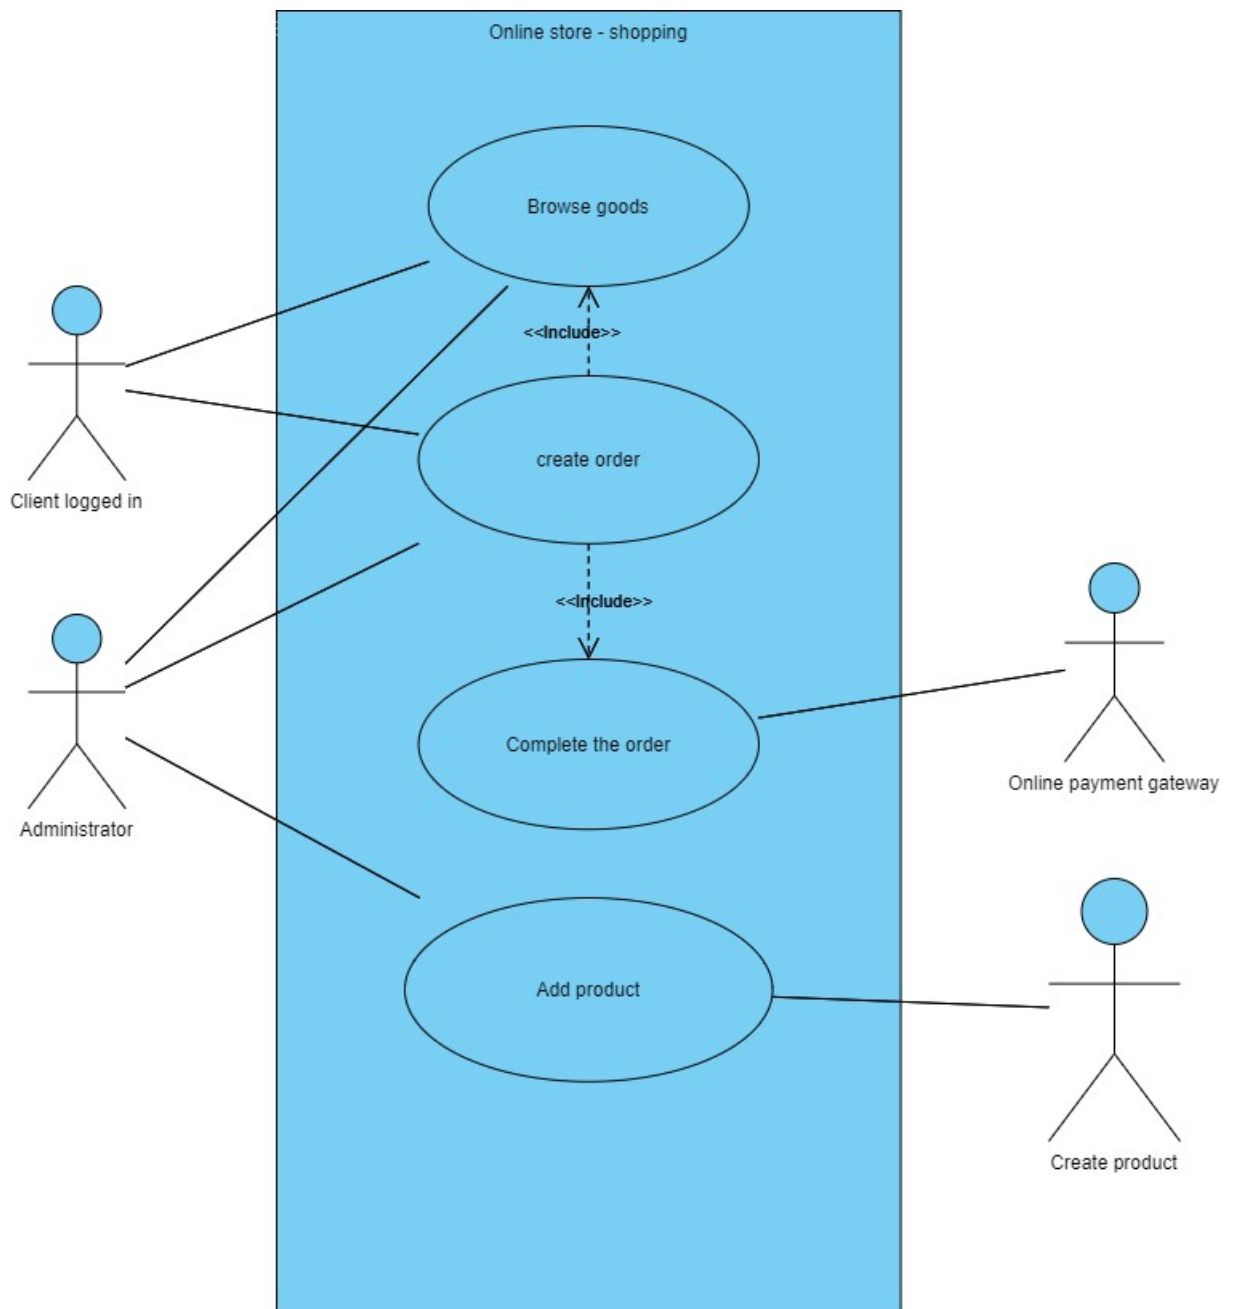 Online store - shopping
Browse goods
<<Include>>
create order
Client logged in
<<Include>>
Complete the order
Online payment gateway
Administrator
Add product
Create product